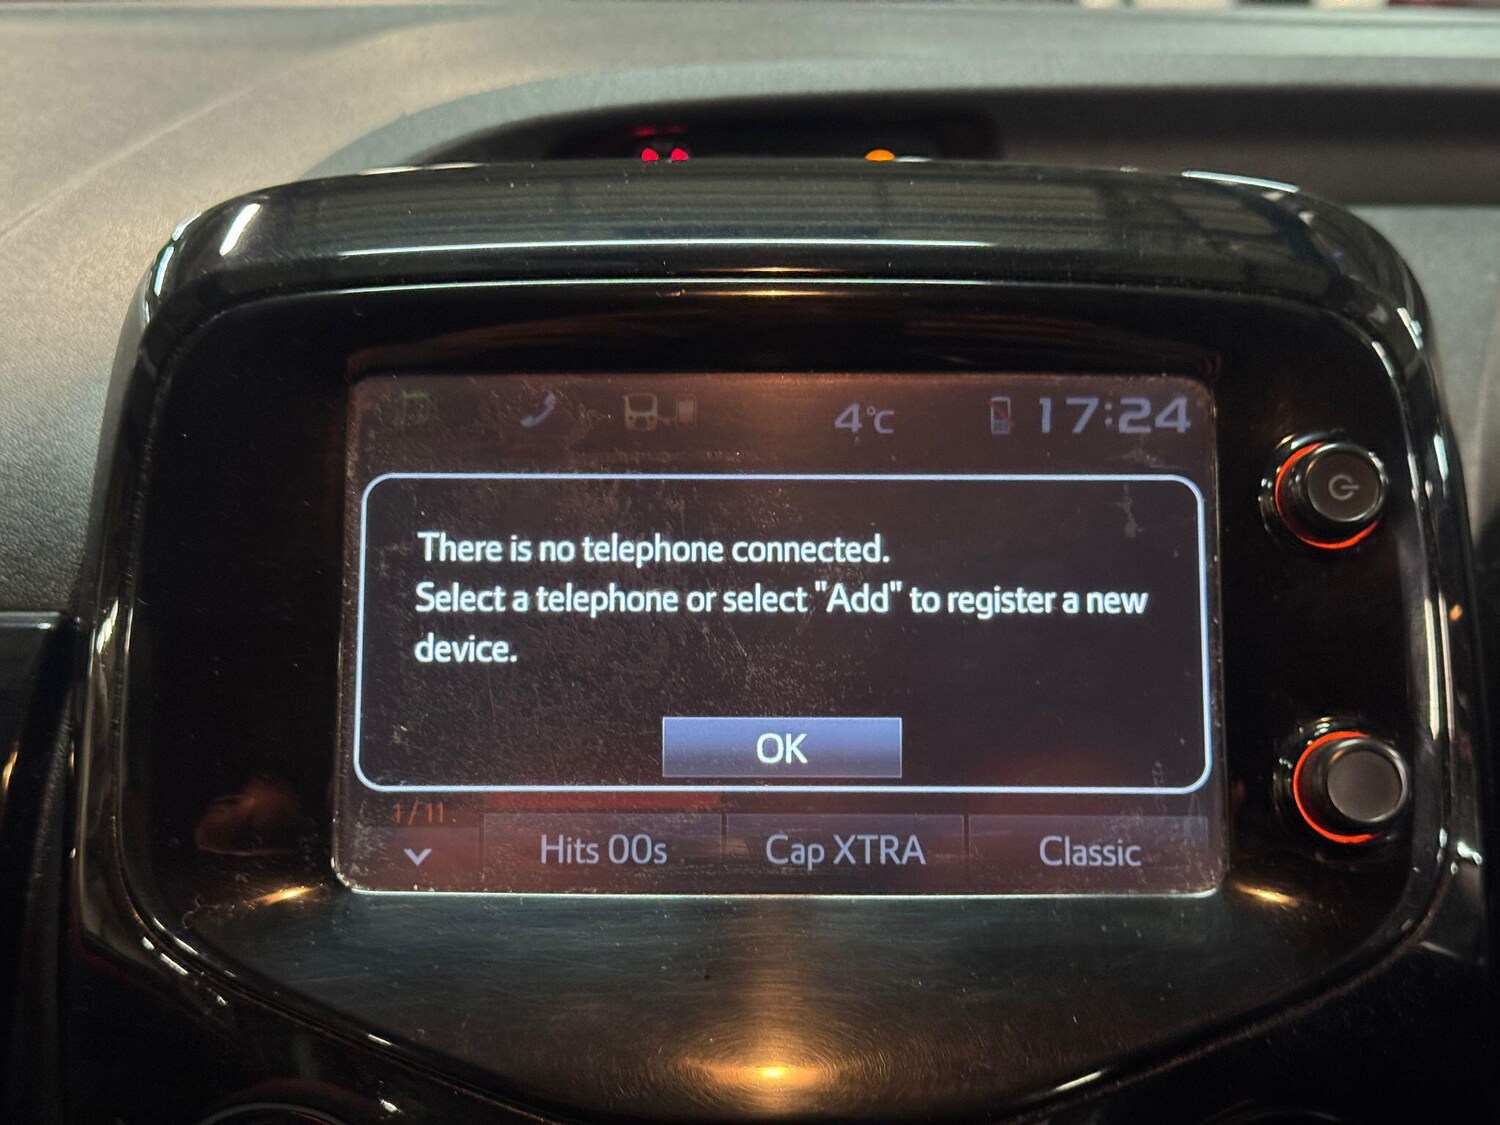 4°C 17:24
There is no telephone connected.
Select a telephone or select "Add" to register a new
device.
OK
1/11
Hits 00s Cap XTRA Classic